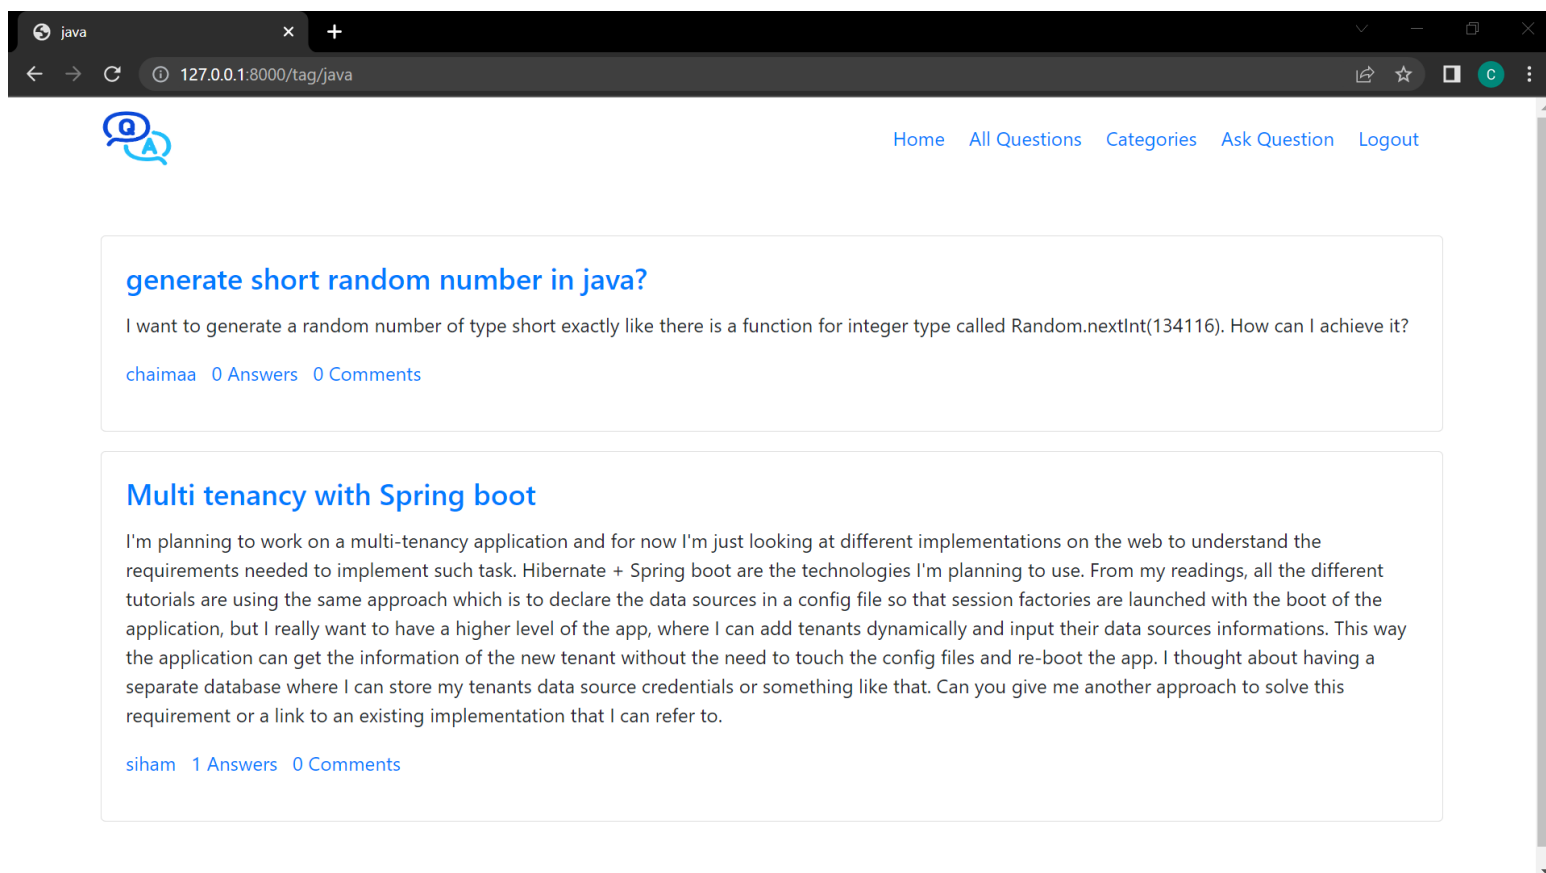 java
127.0.0.1:8000/tag/java
C
Q
A
Home All Questions Categories Ask Question Logout
generate short random number in java?
I want to generate a random number of type short exactly like there is a function for integer type called Random.nextInt(134116). How can I achieve it?
chaimaa 0 Answers 0 Comments
Multi tenancy with Spring boot
I'm planning to work on a multi-tenancy application and for now I'm just looking at different implementations on the web to understand the
requirements needed to implement such task. Hibernate + Spring boot are the technologies I'm planning to use. From my readings, all the different
tutorials are using the same approach which is to declare the data sources in a config file so that session factories are launched with the boot of the
application, but I really want to have a higher level of the app, where I can add tenants dynamically and input their data sources informations. This way
the application can get the information of the new tenant without the need to touch the config files and re-boot the app. I thought about having a
separate database where I can store my tenants data source credentials or something like that. Can you give me another approach to solve this
requirement or a link to an existing implementation that I can refer to.
siham 1 Answers 0 Comments